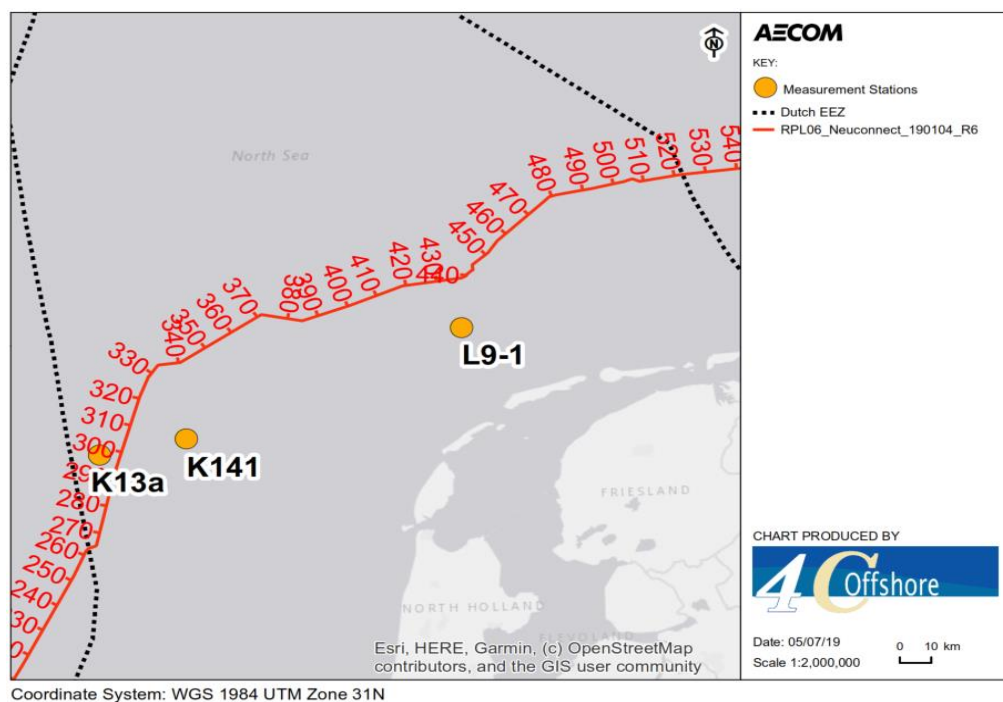 North Sea
540
530
520
510
500
490
480
470
460
450
440
430
420
410
400
390
380
370
360
350
340
330
320
310
300
280
270
260
250
240
L9-1
K141
K13a
FRIESLAND
NORTH HOLLAND
FLEVOLAND
Esri, HERE, Garmin, (c) OpenStreetMap
contributors, and the GIS user community
Coordinate System: WGS 1984 UTM Zone 31N
N
AECOM
KEY:
Measurement Stations
Dutch EEZ
RPL06_Neuconnect_190104_R6
CHART PRODUCED BY
4C Offshore
Date: 05/07/19
Scale 1:2,000,000
0 10 km